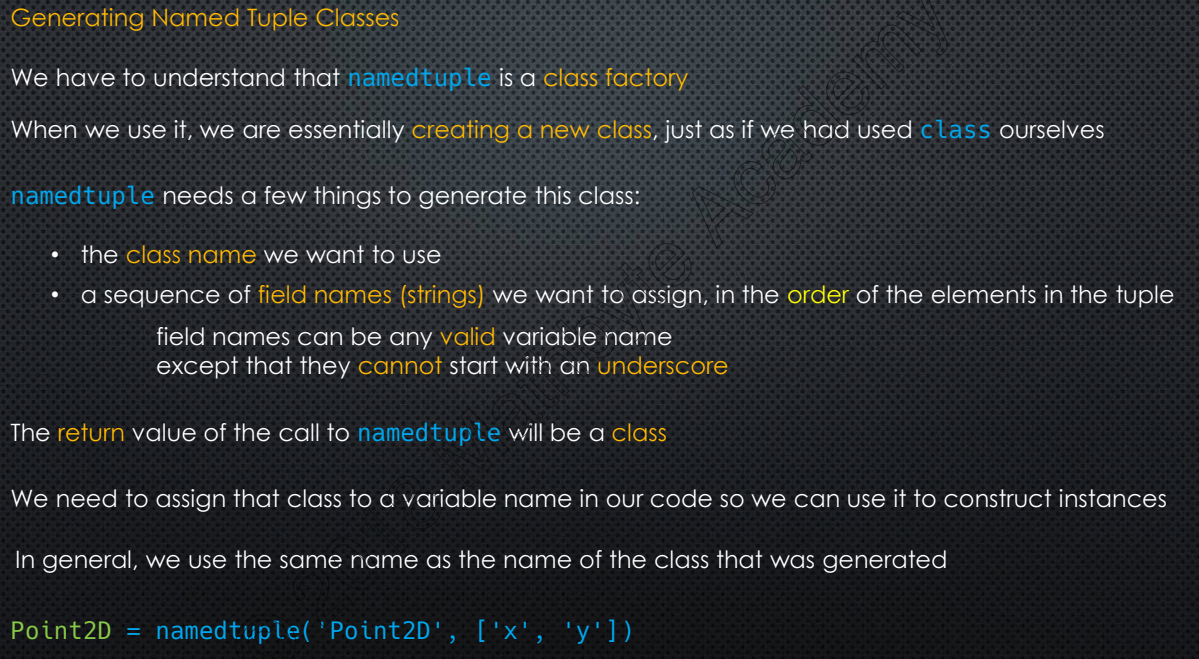 Generating Named Tuple Classes
We have to understand that namedtuple is a class factory
When we use it, we are essentially creating a new class, just as if we had used class ourselves
namedtuple needs a few things to generate this class:
• the class name we want to use
• a sequence of field names (strings) we want to assign, in the order of the elements in the tuple
field names can be any valid variable name
except that they cannot start with an underscore
The return value of the call to namedtuple will be a class
We need to assign that class to a variable name in our code so we can use it to construct instances
In general, we use the same name as the name of the class that was generated
Point2D = namedtuple('Point2D', ['x', 'y'])